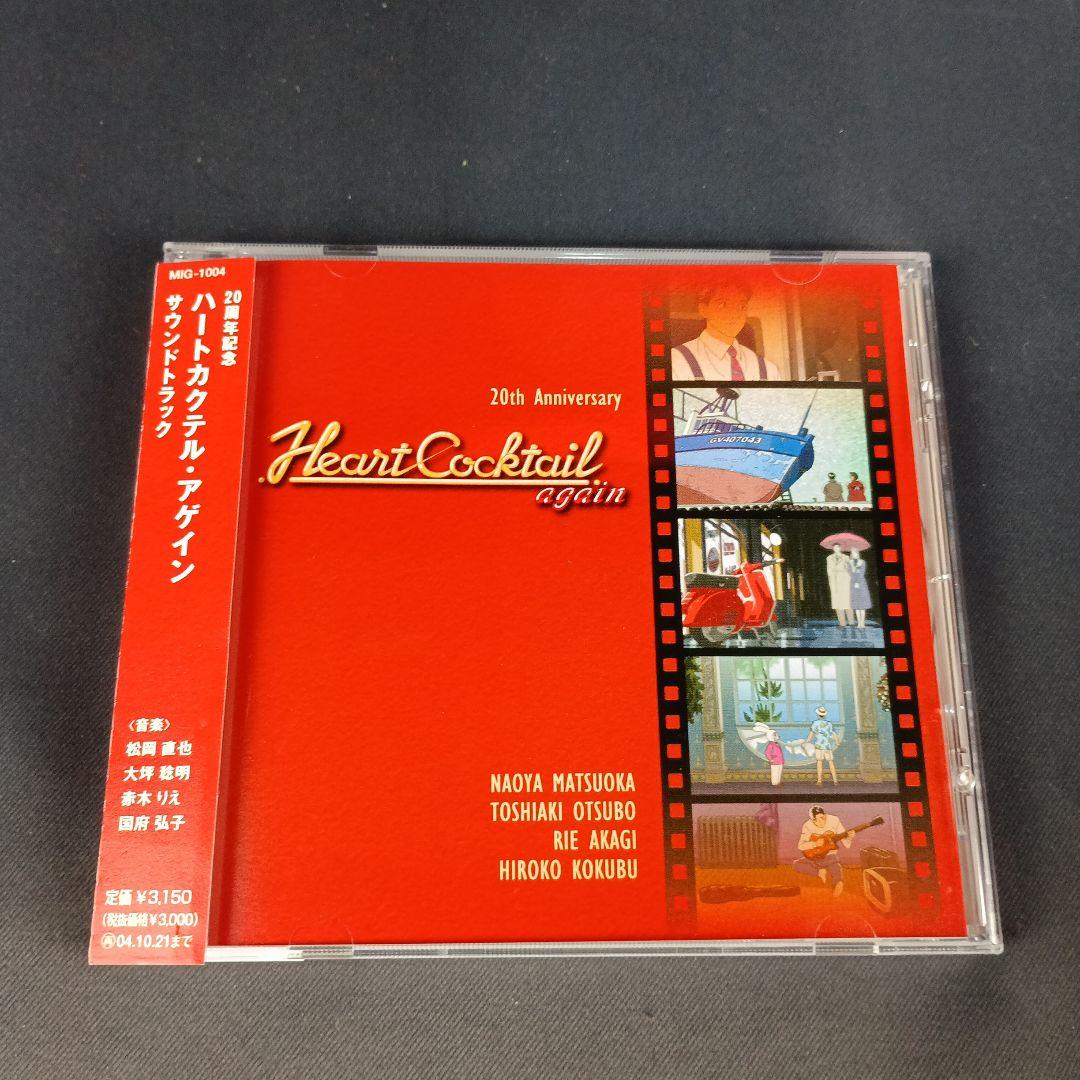 MIG-1004
20周年記念
ハートカクテル・アゲイン
サウンドトラック
〈音楽〉
松岡 直也
大坪 稔明
赤木 りえ
国府 弘子
定価 ¥3,150
(税抜価格¥3,000)
再04.10.21まで
20th Anniversary
Heart Cocktail
again
GV407043
NAOYA MATSUOKA
TOSHIAKI OTSUBO
RIE AKAGI
HIROKO KOKUBU